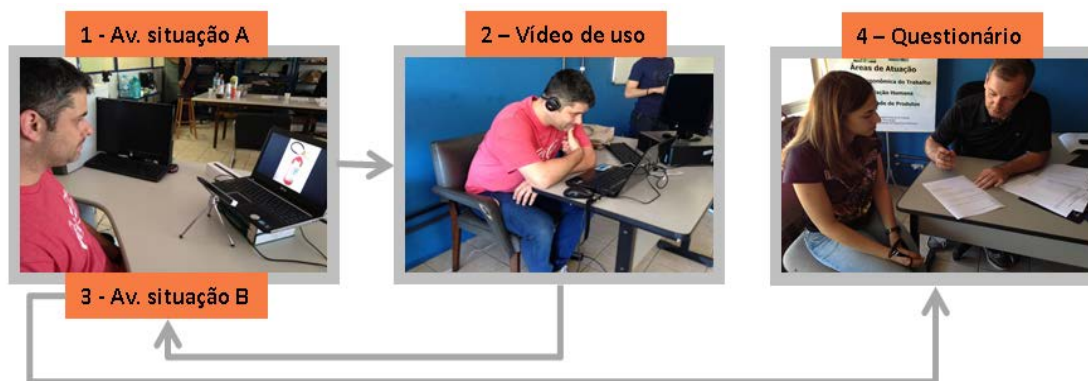 1 - Av. situação A
2 – Vídeo de uso
4 – Questionário
Áreas de Atuação
3 - Av. situação B